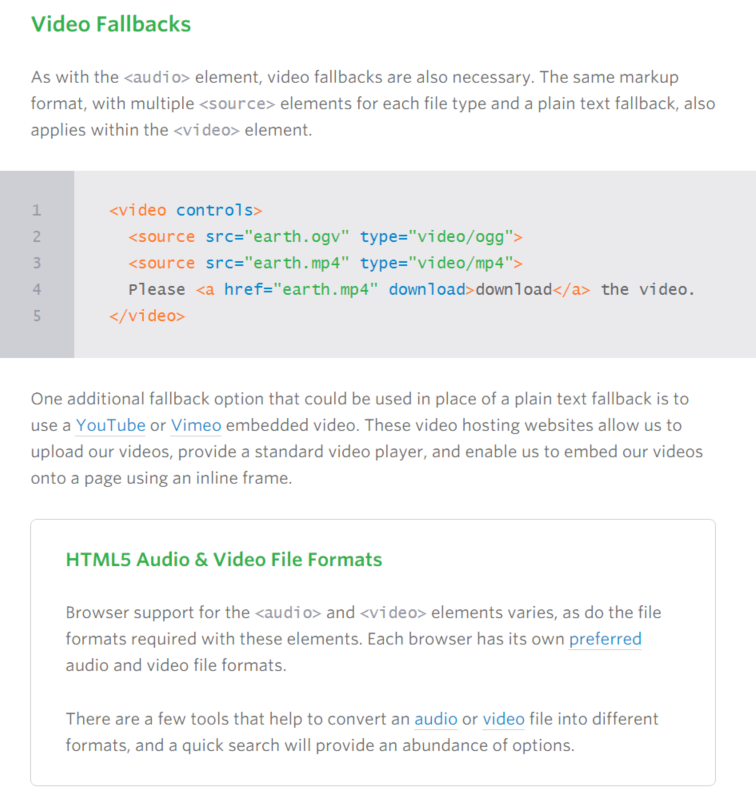 Video Fallbacks
As with the <audio> element, video fallbacks are also necessary. The same markup
format, with multiple <source> elements for each file type and a plain text fallback, also
applies within the <video> element.
1 <video controls>
2 <source src="earth.ogv" type="video/ogg">
3 <source src="earth.mp4" type="video/mp4">
4 Please <a href="earth.mp4" download>download</a> the video.
5 </video>
One additional fallback option that could be used in place of a plain text fallback is to
use a YouTube or Vimeo embedded video. These video hosting websites allow us to
upload our videos, provide a standard video player, and enable us to embed our videos
onto a page using an inline frame.
HTML5 Audio & Video File Formats
Browser support for the <audio> and <video> elements varies, as do the file
formats required with these elements. Each browser has its own preferred
audio and video file formats.
There are a few tools that help to convert an audio or video file into different
formats, and a quick search will provide an abundance of options.